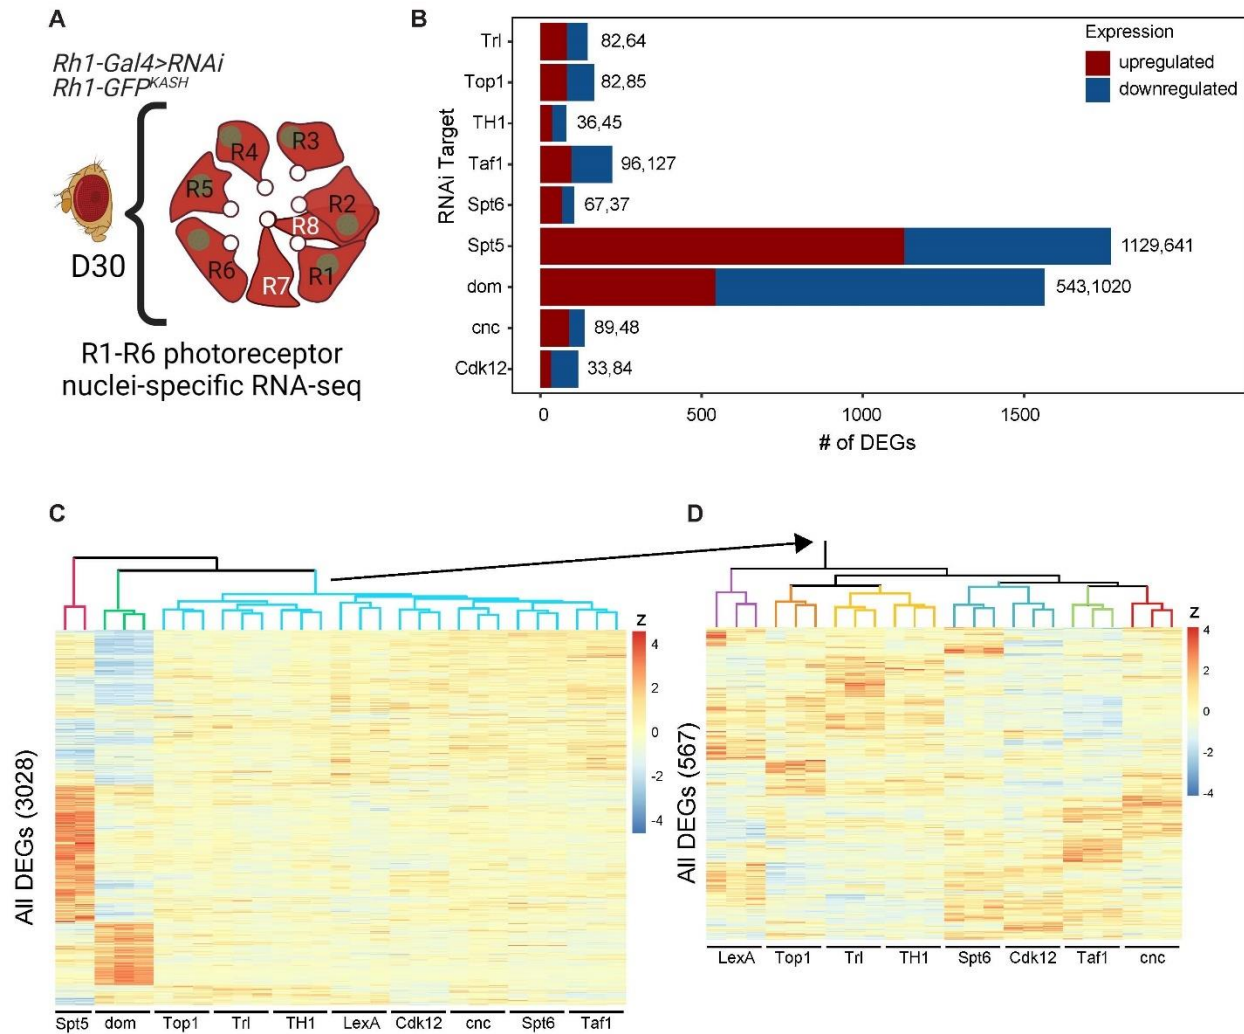 A
Rh1-Gal4>RNAi
Rh1-GFPKASH
R4
R3
R5
R2
R8
R6
R7
R1
D30
R1-R6 photoreceptor
nuclei-specific RNA-seq
B
Expression
upregulated
downregulated
RNAi Target
Trl
82,64
Top1
82,85
TH1
36,45
Taf1
96,127
Spt6
67,37
Spt5
1129,641
dom
543,1020
cnc
89,48
Cdk12
33,84
0
500
1000
1500
# of DEGs
C
Z
4
2
0
-2
-4
All DEGs (3028)
Spt5
dom
Top1
Trl
TH1
LexA
Cdk12
cnc
Spt6
Taf1
D
Z
4
2
0
-2
-4
All DEGs (567)
LexA
Top1
Trl
TH1
Spt6
Cdk12
Taf1
cnc